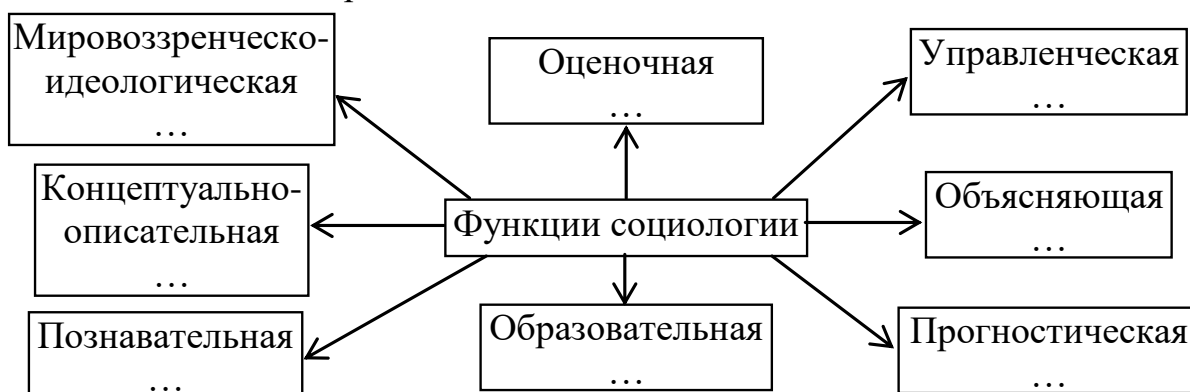 Мировоззренческо-
идеологическая
…
Оценочная
…
Управленческая
…
Концептуально-
описательная
…
Функции социологии
Объясняющая
…
Познавательная
…
Образовательная
…
Прогностическая
…